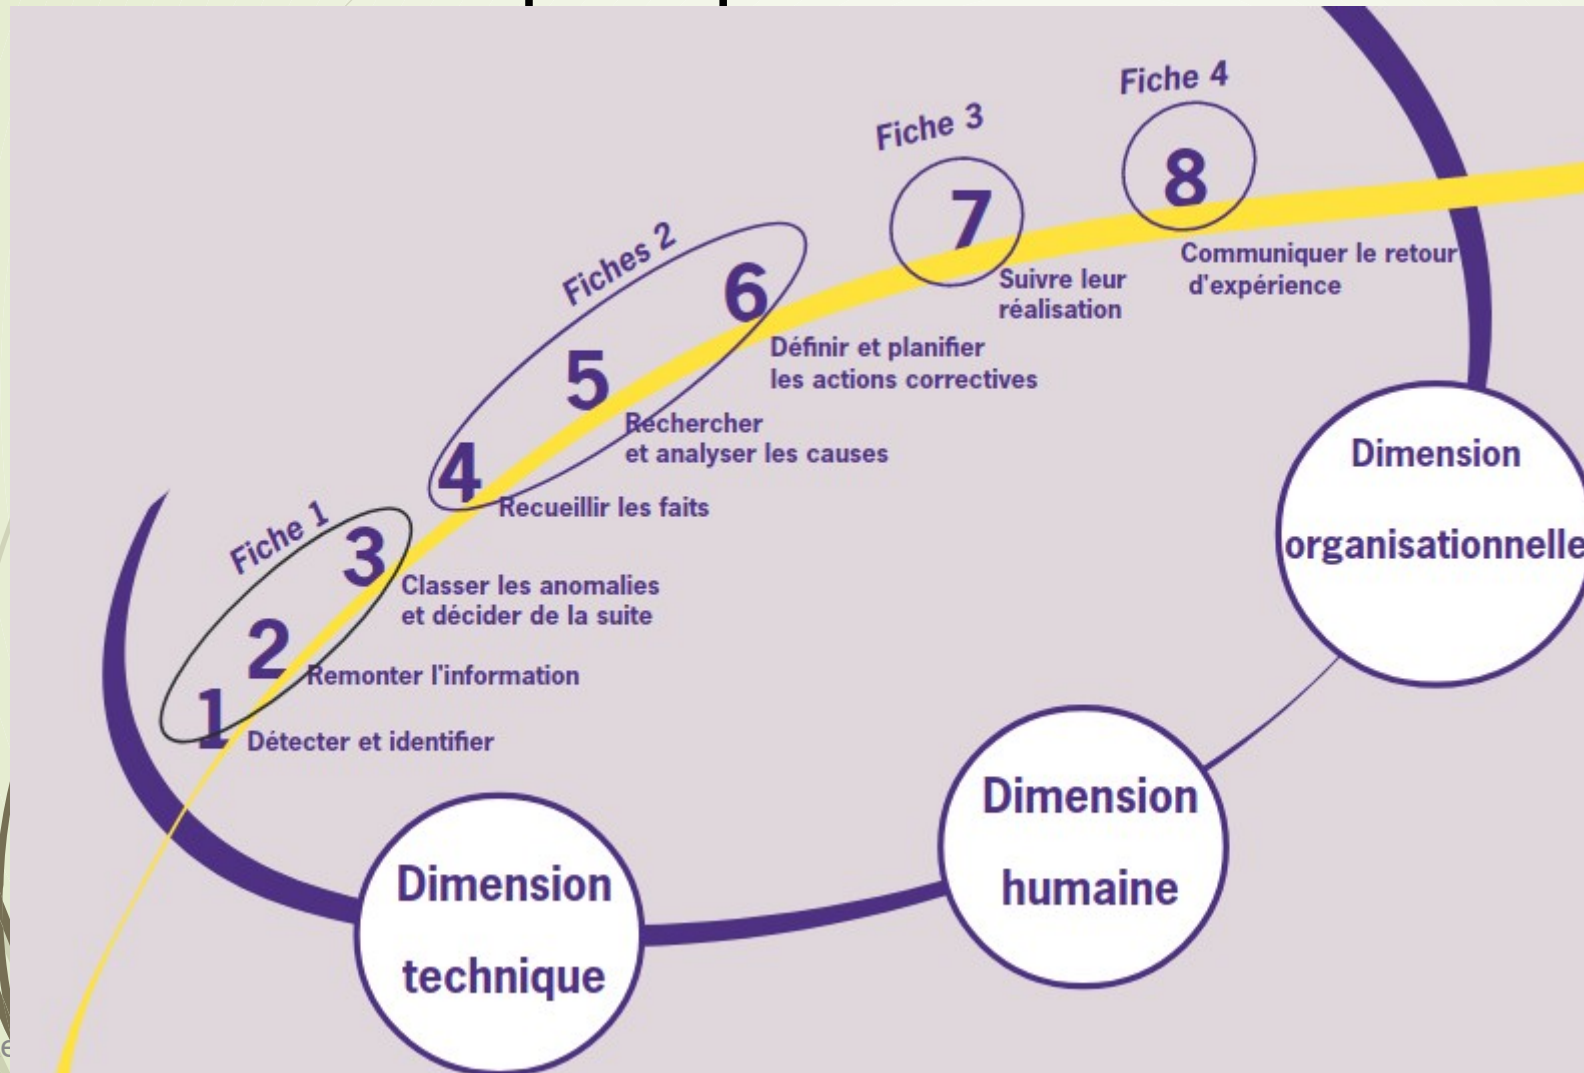 Fiche 4
8
Communiquer le retour
d'expérience
Fiche 3
7
Suivre leur
réalisation
Fiches 2
6
Définir et planifier
les actions correctives
5
Rechercher
et analyser les causes
4
Recueillir les faits
Fiche 1
3
Classer les anomalies
et décider de la suite
2
Remonter l'information
1
Détecter et identifier
Dimension
organisationnelle
Dimension
humaine
Dimension
technique